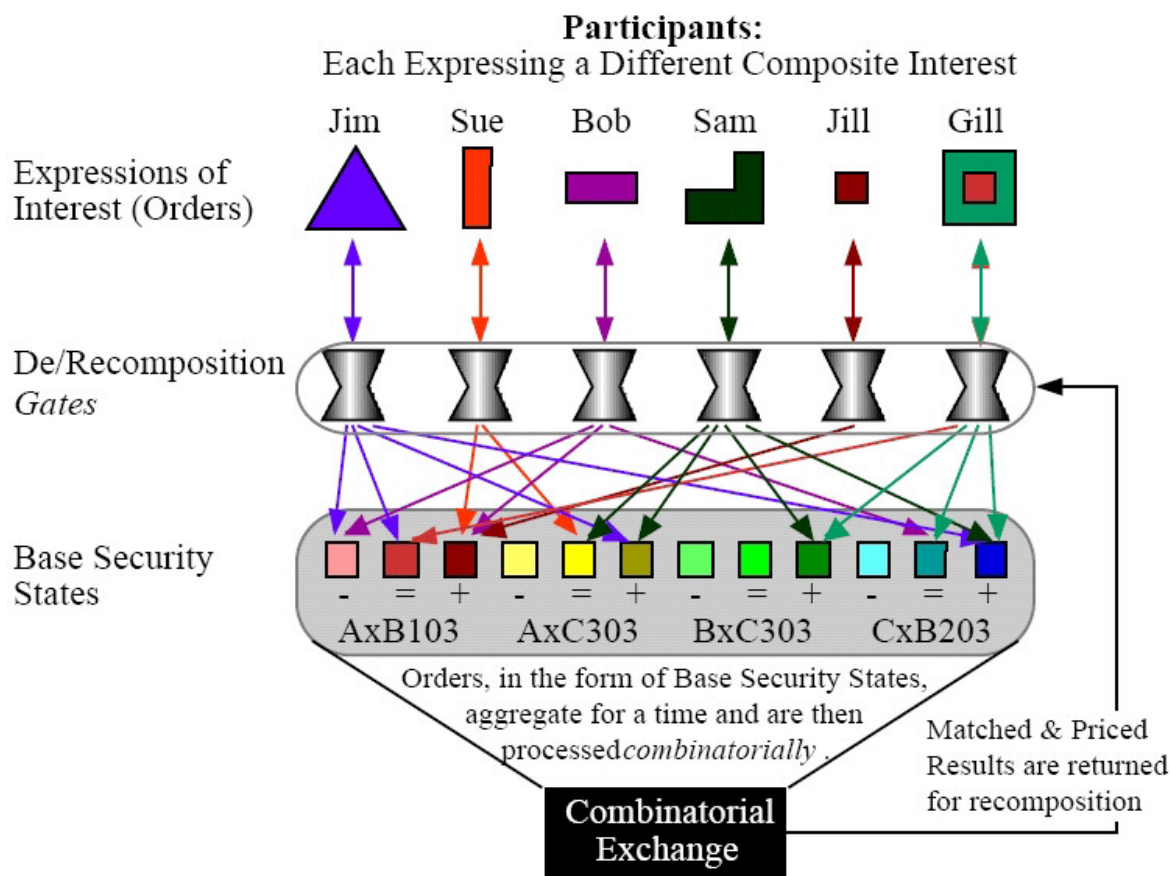 Participants:
Each Expressing a Different Composite Interest
Jim Sue Bob Sam Jill Gill
Expressions of
Interest (Orders)
De/Recomposition
Gates
Base Security
States
- = + - = + - = + - = +
AxB103 AxC303 BxC303 CxB203
Orders, in the form of Base Security States,
aggregate for a time and are then
processed combinatorially .
Matched & Priced
Results are returned
for recomposition
Combinatorial
Exchange